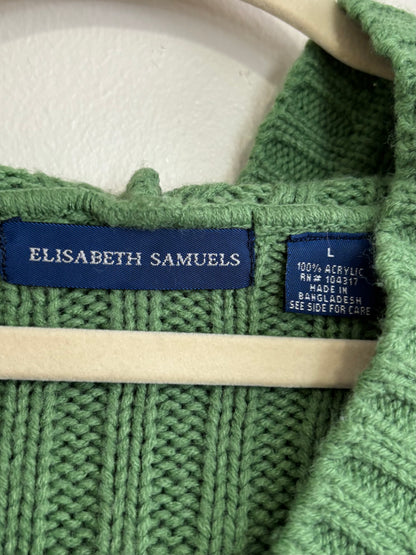 ELISABETH SAMUELS
L
100% ACRYLIC
RN# 104317
MADE IN
BANGLADESH
SEE SIDE FOR CARE